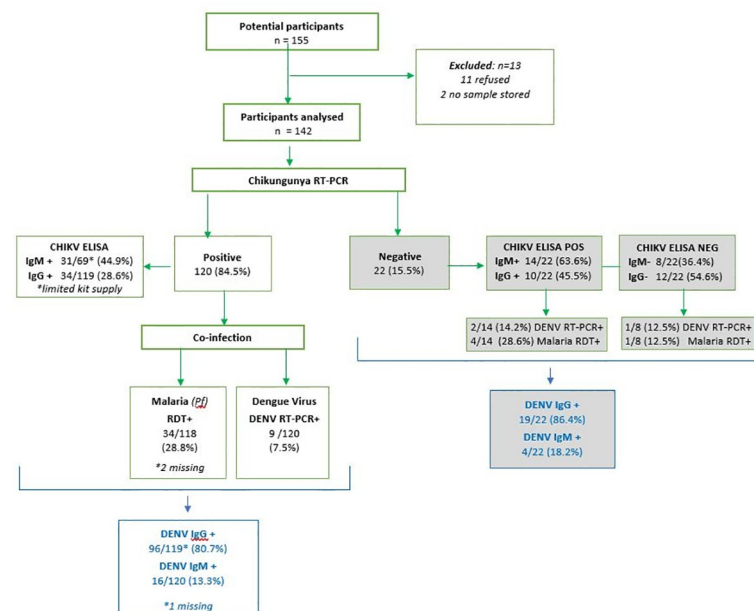 Potential participants
n = 155
Excluded: n=13
11 refused
2 no sample stored
Participants analysed
n = 142
Chikungunya RT-PCR
CHIKV ELISA
IgM + 31/69* (44.9%)
IgG + 34/119 (28.6%)
*limited kit supply
Positive
120 (84.5%)
Negative
22 (15.5%)
CHIKV ELISA POS
IgM+ 14/22 (63.6%)
IgG + 10/22 (45.5%)
CHIKV ELISA NEG
IgM- 8/22(36.4%)
IgG- 12/22 (54.6%)
2/14 (14.2%) DENV RT-PCR+
4/14 (28.6%) Malaria RDT+
1/8 (12.5%) DENV RT-PCR+
1/8 (12.5%) Malaria RDT+
Co-infection
Malaria (Pf)
RDT+
34/118
(28.8%)
*2 missing
Dengue Virus
DENV RT-PCR+
9 /120
(7.5%)
DENV IgG +
19/22 (86.4%)
DENV IgM +
4/22 (18.2%)
DENV IgG +
96/119* (80.7%)
DENV IgM +
16/120 (13.3%)
*1 missing